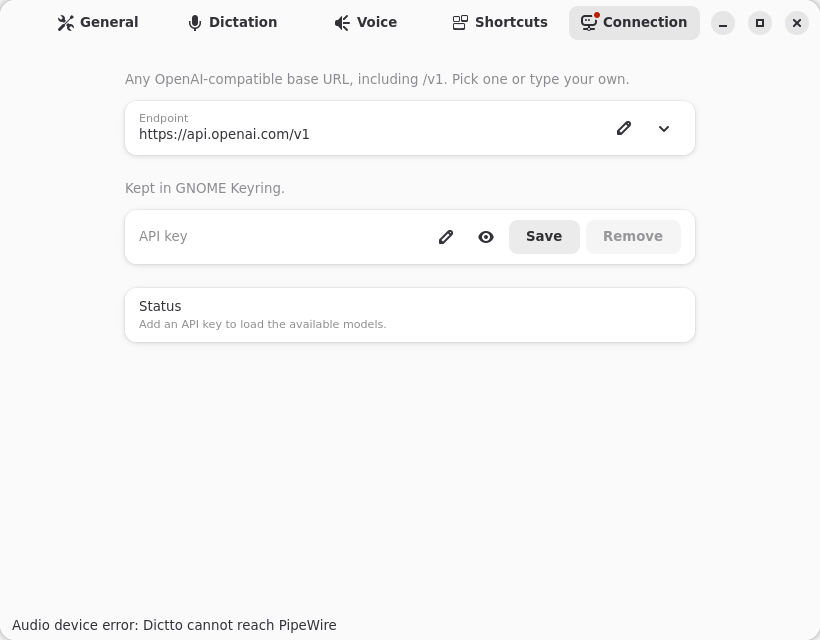 General
Dictation
Voice
Shortcuts
Connection
Any OpenAI-compatible base URL, including /v1. Pick one or type your own.
Endpoint
https://api.openai.com/v1
Kept in GNOME Keyring.
API key
Save
Remove
Status
Add an API key to load the available models.
Audio device error: Dictto cannot reach PipeWire